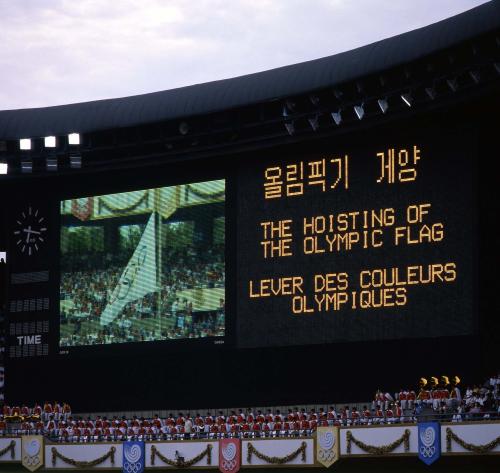 올림픽기 게양
THE HOISTING OF
THE OLYMPIC FLAG
LEVER DES COULEURS
OLYMPIQUES
TIME